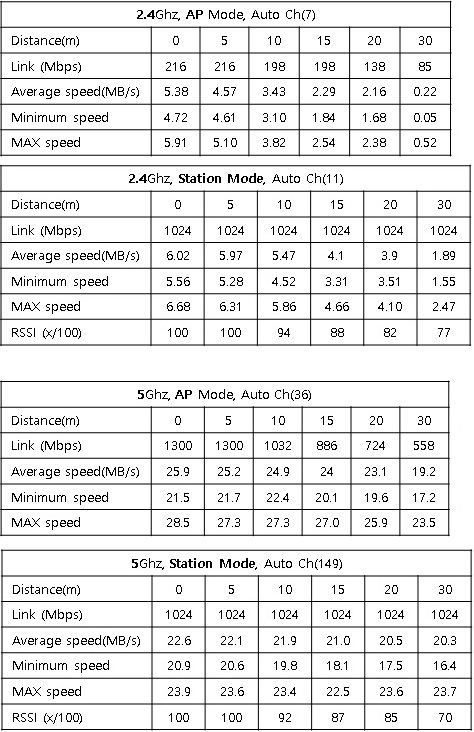 2.4Ghz, AP Mode, Auto Ch(7)
Distance(m) 0 5 10 15 20 30
Link (Mbps) 216 216 198 198 138 85
Average speed(MB/s) 5.38 4.57 3.43 2.29 2.16 0.22
Minimum speed 4.72 4.61 3.10 1.84 1.68 0.05
MAX speed 5.91 5.10 3.82 2.54 2.38 0.52
2.4Ghz, Station Mode, Auto Ch(11)
Distance(m) 0 5 10 15 20 30
Link (Mbps) 1024 1024 1024 1024 1024 1024
Average speed(MB/s) 6.02 5.97 5.47 4.1 3.9 1.89
Minimum speed 5.56 5.28 4.52 3.31 3.51 1.55
MAX speed 6.68 6.31 5.86 4.66 4.10 2.47
RSSI (x/100) 100 100 94 88 82 77
5Ghz, AP Mode, Auto Ch(36)
Distance(m) 0 5 10 15 20 30
Link (Mbps) 1300 1300 1032 886 724 558
Average speed(MB/s) 25.9 25.2 24.9 24 23.1 19.2
Minimum speed 21.5 21.7 22.4 20.1 19.6 17.2
MAX speed 28.5 27.3 27.3 27.0 25.9 23.5
5Ghz, Station Mode, Auto Ch(149)
Distance(m) 0 5 10 15 20 30
Link (Mbps) 1024 1024 1024 1024 1024 1024
Average speed(MB/s) 22.6 22.1 21.9 21.0 20.5 20.3
Minimum speed 20.9 20.6 19.8 18.1 17.5 16.4
MAX speed 23.9 23.6 23.4 22.5 23.6 23.7
RSSI (x/100) 100 100 92 87 85 70